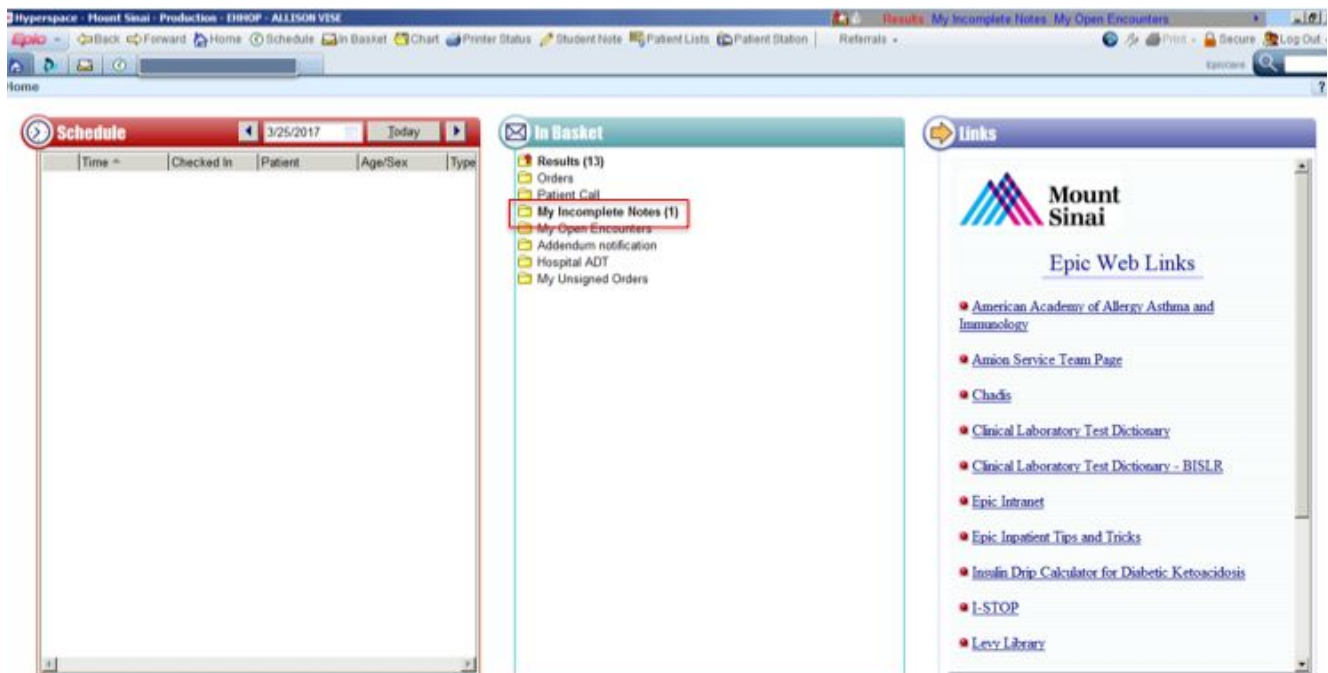 Hyperspace - Mount Sinai - Production - EHHOP - ALLISON VISE
Results My Incomplete Notes My Open Encounters
Epic Back Forward Home Schedule In Basket Chart Printer Status Student Note Patient Lists Patient Station Referrals Print Secure Log Out
EpicCare
Home ?
Schedule 3/25/2017 Today
Time Checked In Patient Age/Sex Type
In Basket
Results (13)
Orders
Patient Call
My Incomplete Notes (1)
My Open Encounters
Addendum notification
Hospital ADT
My Unsigned Orders
Links
Mount
Sinai
Epic Web Links
American Academy of Allergy Asthma and
Immunology
Amion Service Team Page
Chadis
Clinical Laboratory Test Dictionary
Clinical Laboratory Test Dictionary - BISLR
Epic Intranet
Epic Inpatient Tips and Tricks
Insulin Drip Calculator for Diabetic Ketoacidosis
I-STOP
Levy Library